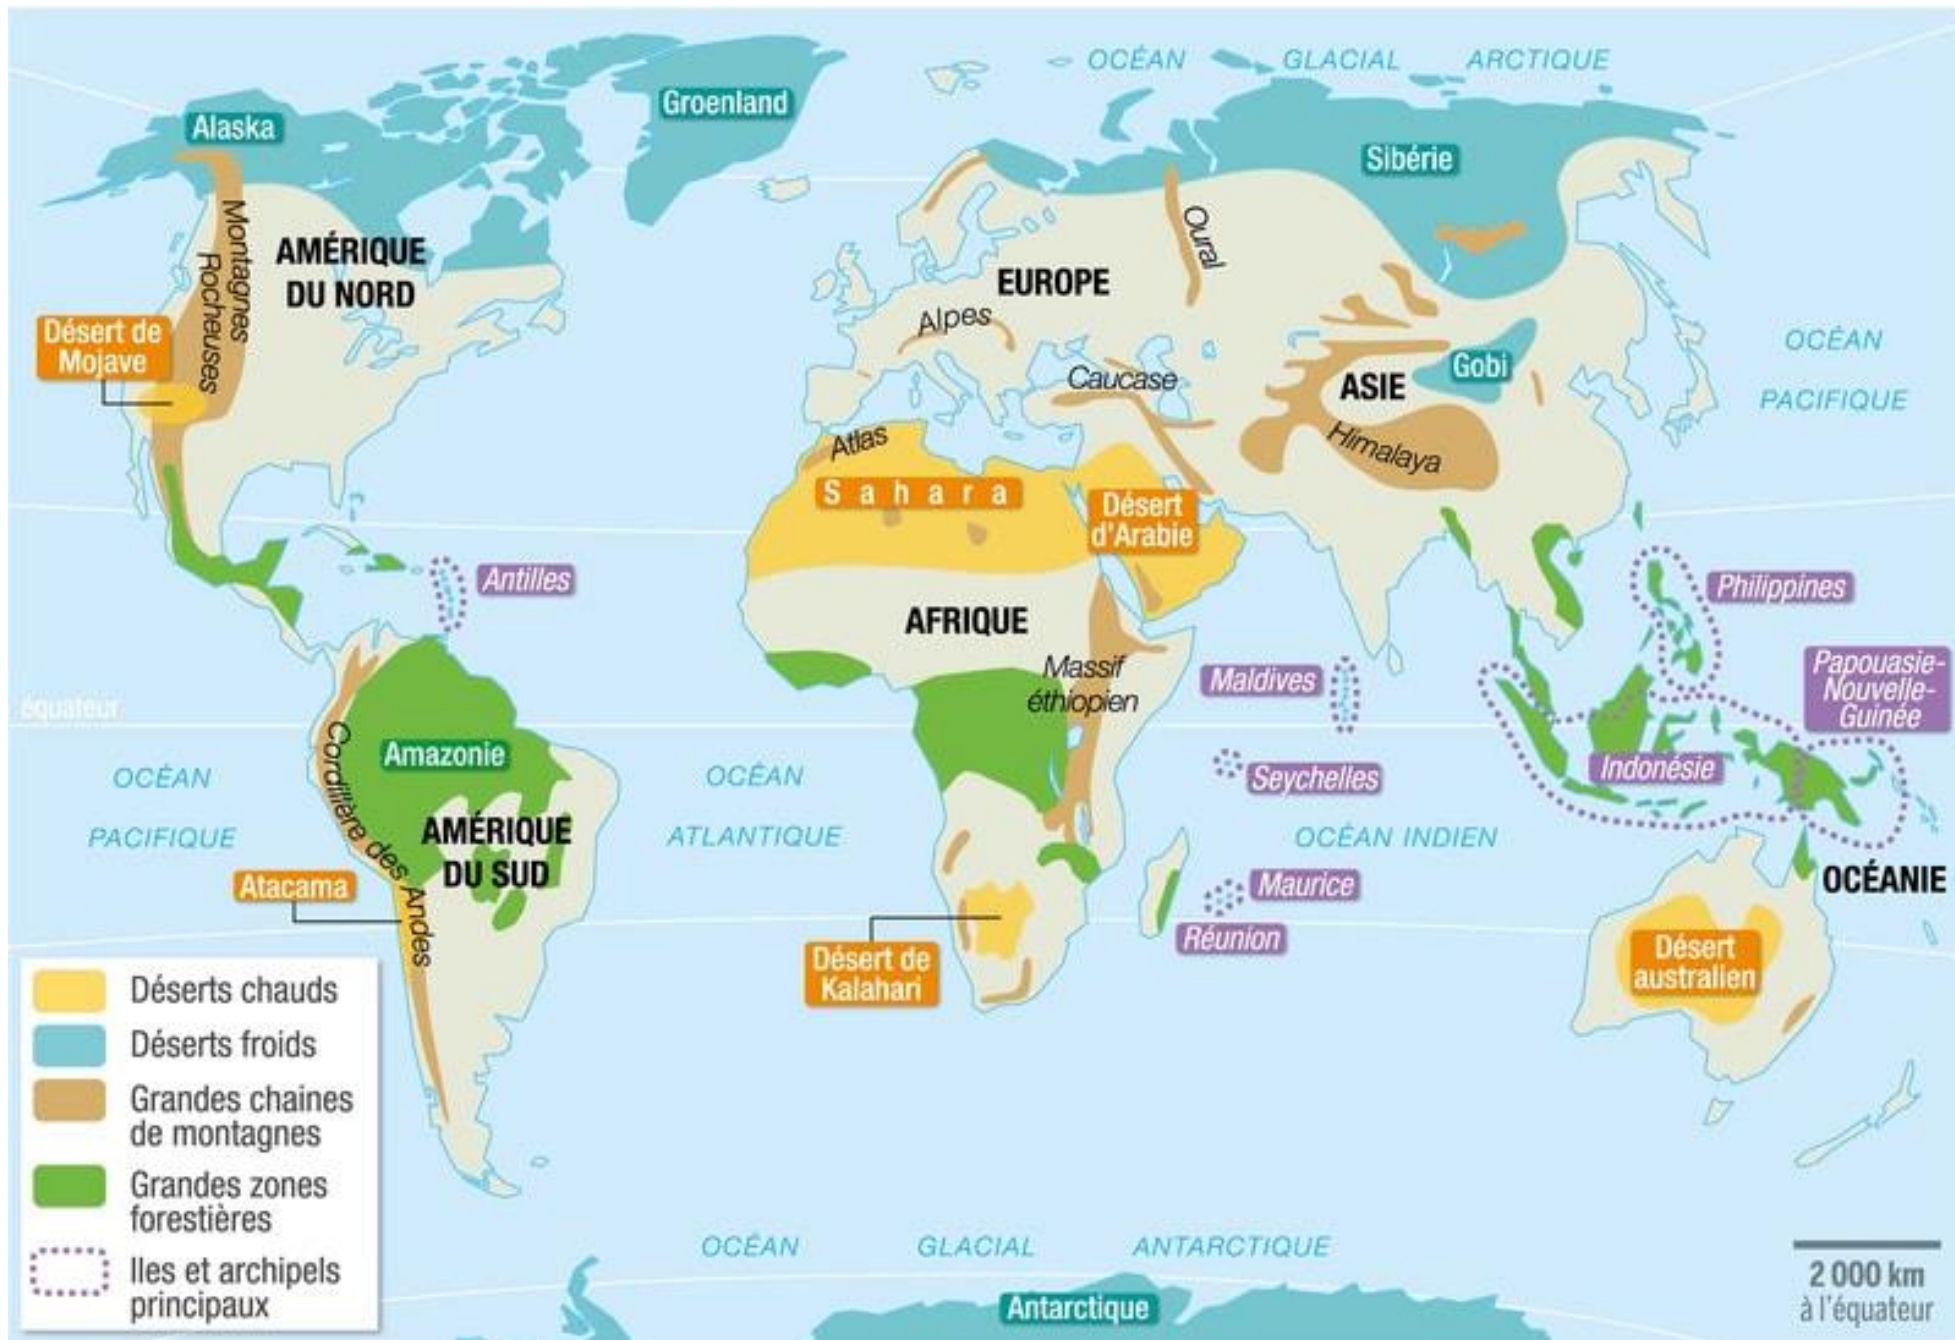 OCÉAN GLACIAL ARCTIQUE
Groenland
Alaska
Sibérie
Montagnes
Rocheuses
AMÉRIQUE
DU NORD
Oural
EUROPE
Alpes
Désert de
Mojave
Caucase
ASIE
Gobi
OCÉAN
PACIFIQUE
Himalaya
Atlas
Sahara
Désert
d'Arabie
Antilles
AFRIQUE
Philippines
Massif
éthiopien
Maldives
Papouasie-
Nouvelle-
Guinée
équateur
Cordillère des Andes
Amazonie
OCÉAN
PACIFIQUE
OCÉAN
ATLANTIQUE
Seychelles
Indonésie
AMÉRIQUE
DU SUD
OCÉAN INDIEN
Atacama
Maurice
OCÉANIE
Réunion
Désert de
Kalahari
Désert
australien
Déserts chauds
Déserts froids
Grandes chaines
de montagnes
Grandes zones
forestières
Iles et archipels
principaux
OCÉAN GLACIAL ANTARCTIQUE
Antarctique
2 000 km
à l'équateur